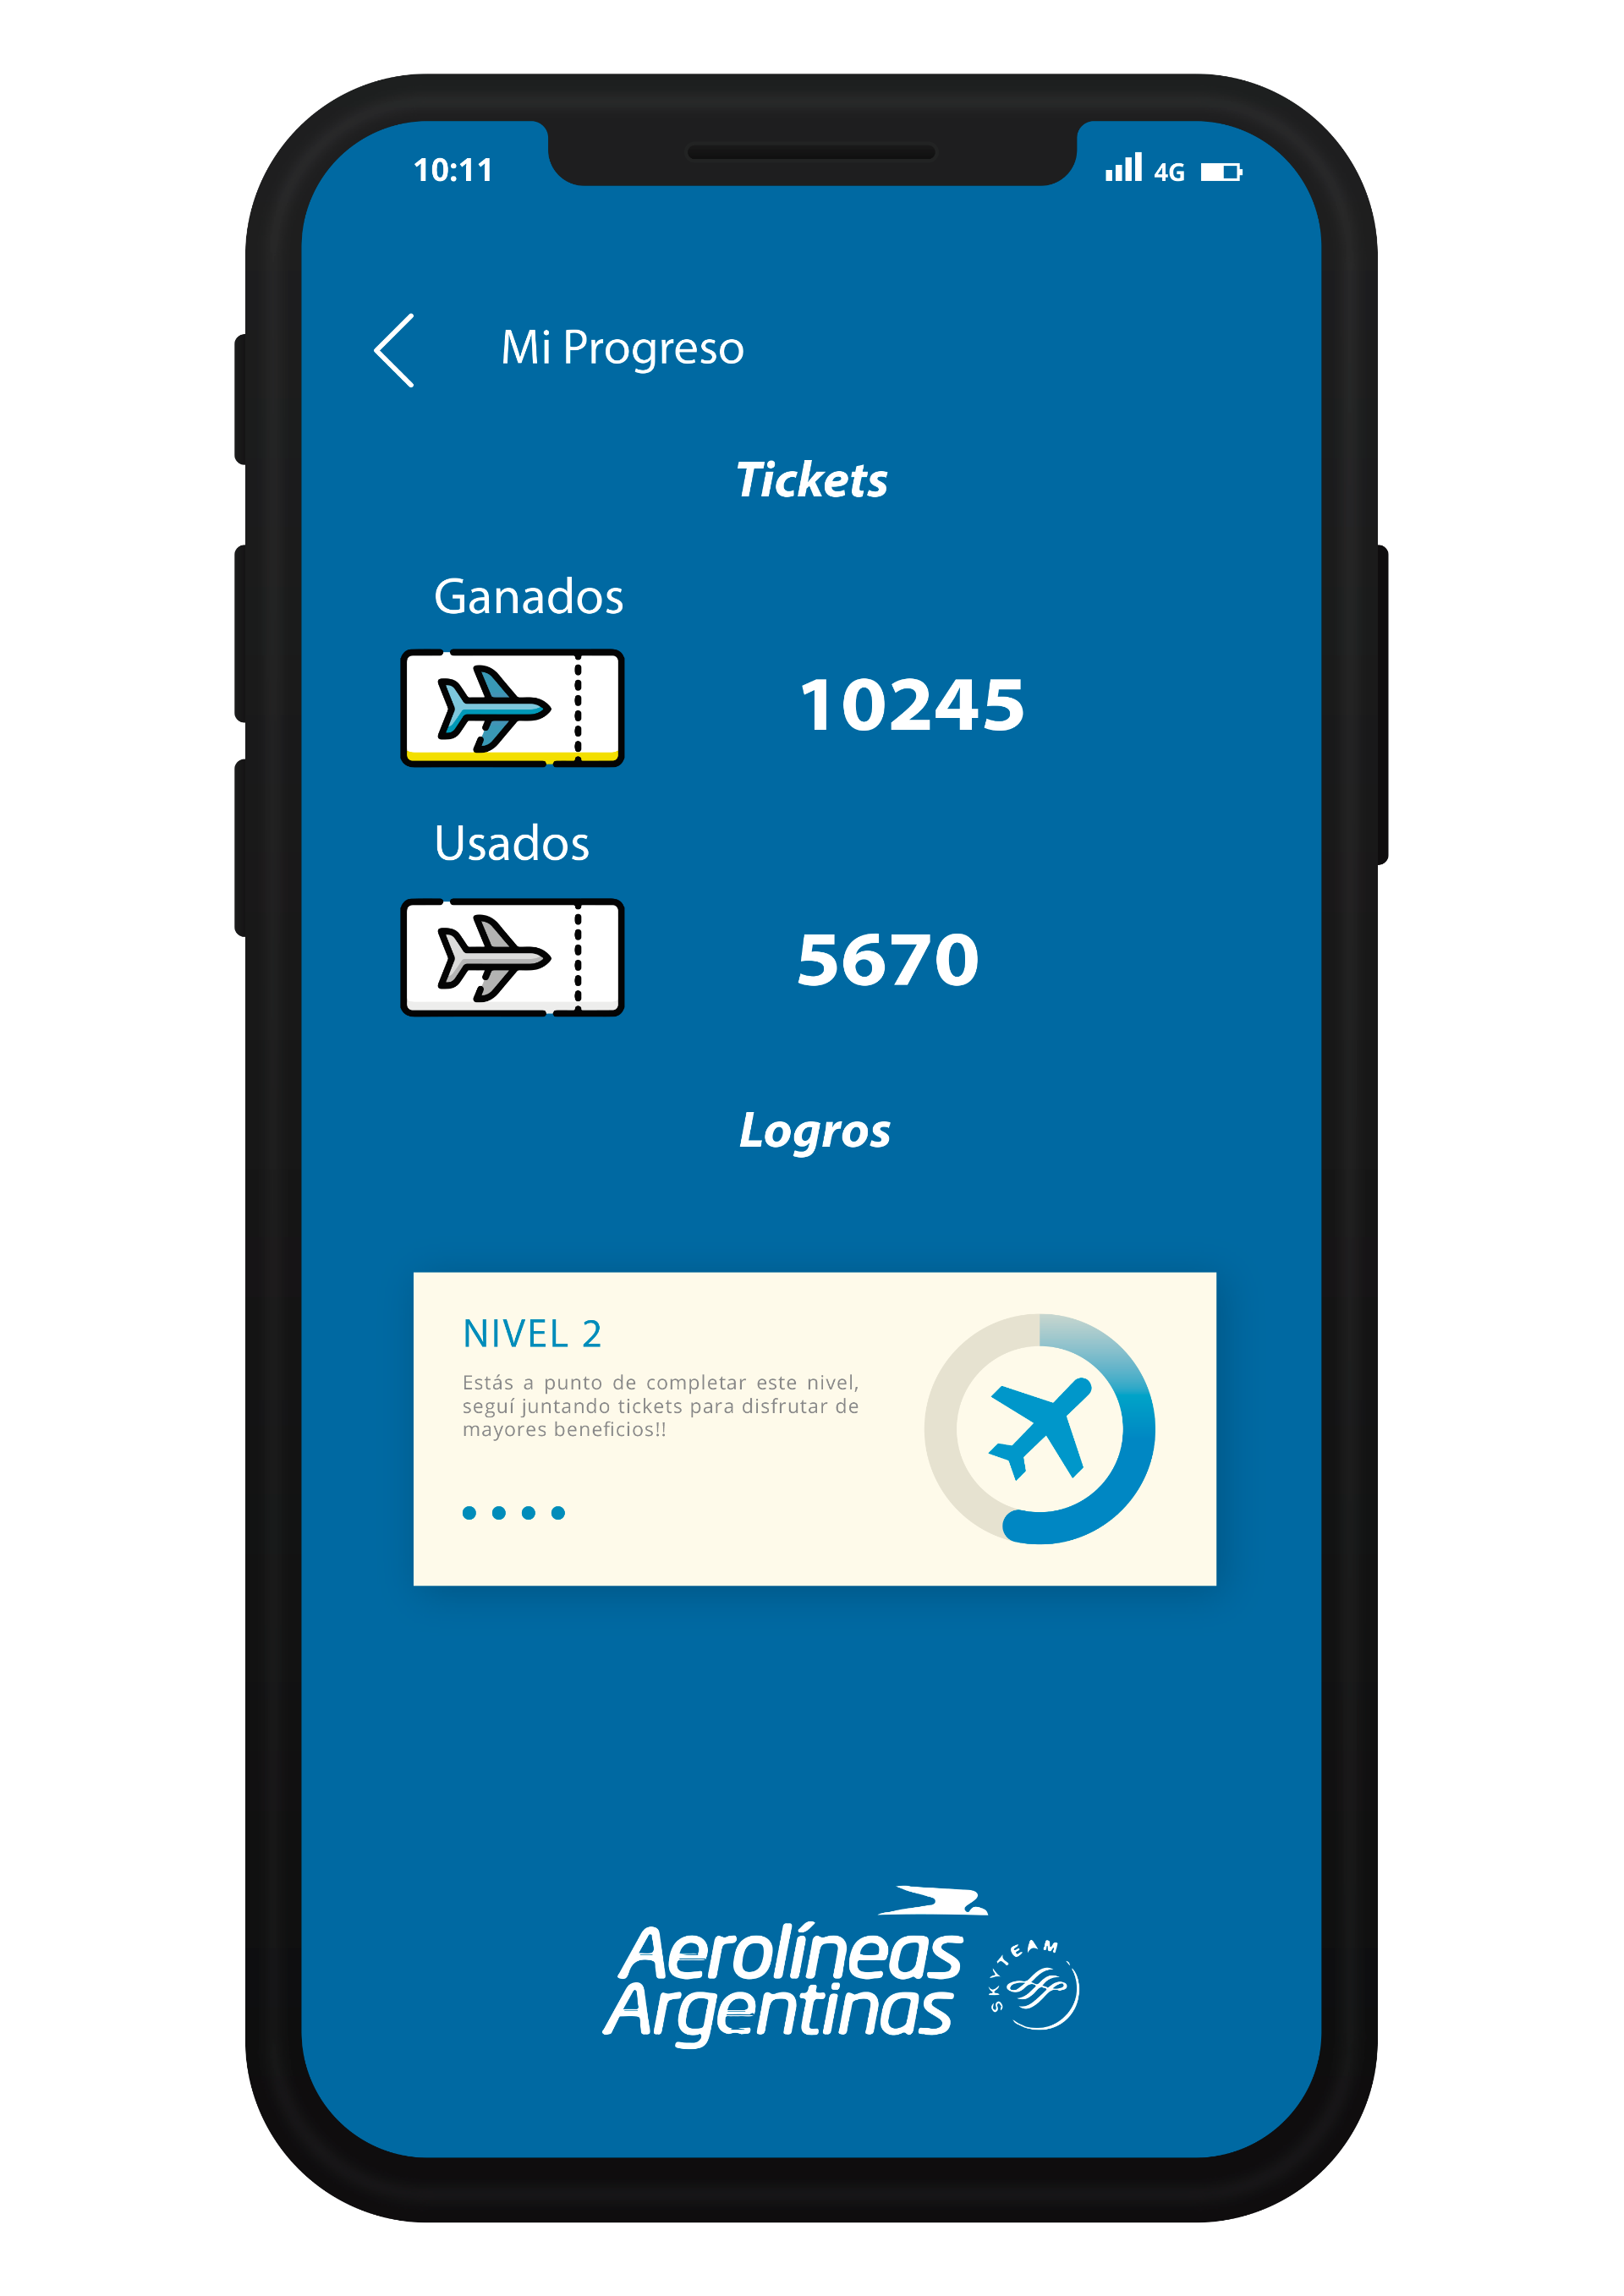 10:11
4G
Mi Progreso
Tickets
Ganados
10245
Usados
5670
Logros
NIVEL 2
Estás a punto de completar este nivel,
seguí juntando tickets para disfrutar de
mayores beneficios!!
Aerolíneas
Argentinas
SKYTEAM